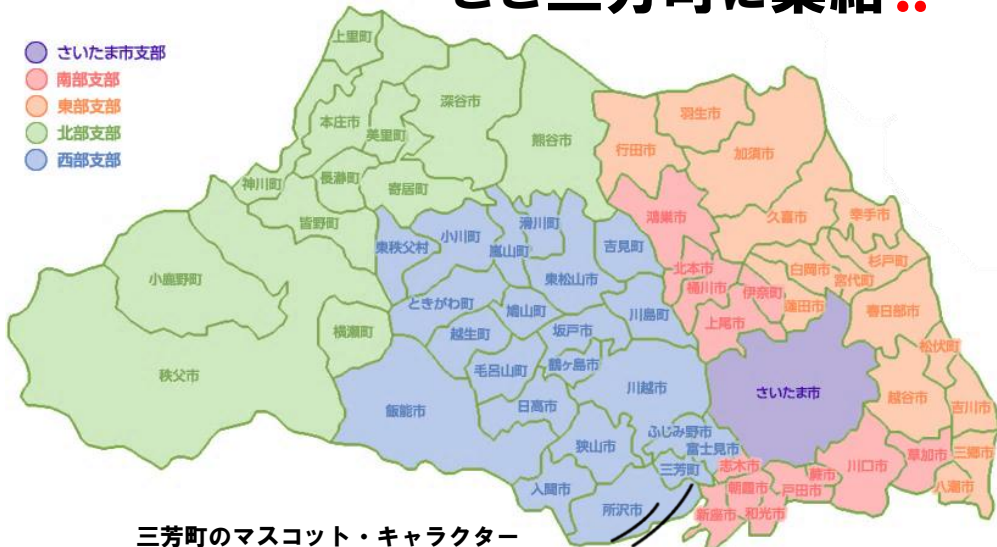 ここ三芳町に集結!!
さいたま市支部
南部支部
東部支部
北部支部
西部支部
上里町
深谷市
本庄市
美里町
熊谷市
神川町
長瀞町
寄居町
皆野町
小鹿野町
横瀬町
秩父市
羽生市
行田市
加須市
鴻巣市
久喜市
幸手市
杉戸町
白岡市
宮代町
北本市
桶川市
伊奈町
蓮田市
上尾市
春日部市
松伏町
東秩父村
小川町
滑川町
嵐山町
吉見町
東松山市
ときがわ町
鳩山町
川島町
越生町
坂戸市
毛呂山町
鶴ヶ島市
川越市
飯能市
日高市
さいたま市
越谷市
吉川市
狭山市
ふじみ野市
富士見市
三芳町
志木市
蕨市
川口市
草加市
三郷市
入間市
所沢市
朝霞市
戸田市
八潮市
新座市
和光市
三芳町のマスコット・キャラクター